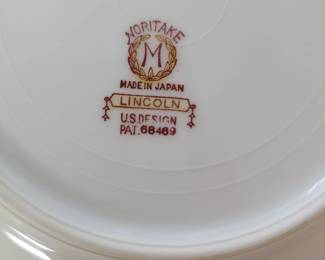 NORITAKE
M
MADE IN JAPAN
LINCOLN
U.S. DESIGN
PAT. 68469